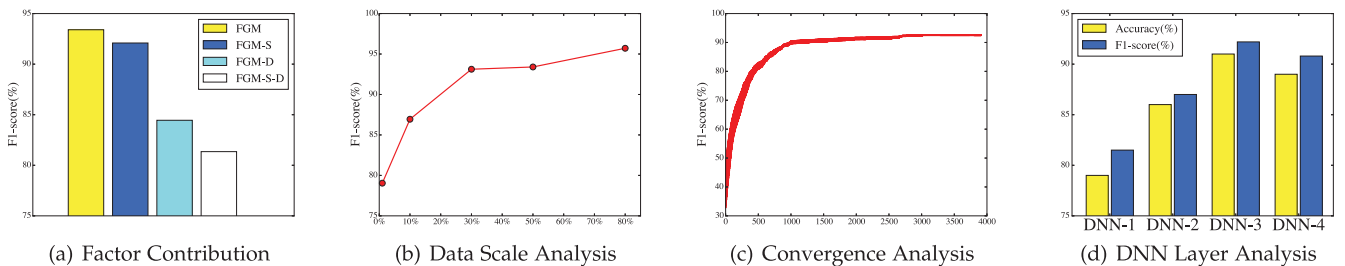 95
90
85
80
75
F1-score(%)
FGM
FGM-S
FGM-D
FGM-S-D
(a) Factor Contribution
100
95
90
85
80
75
F1-score(%)
0% 10% 20% 30% 40% 50% 60% 70% 80%
(b) Data Scale Analysis
100
90
80
70
60
50
40
30
F1-score(%)
0 500 1000 1500 2000 2500 3000 3500 4000
(c) Convergence Analysis
95
90
85
80
75
Accuracy(%)
F1-score(%)
DNN-1 DNN-2 DNN-3 DNN-4
(d) DNN Layer Analysis